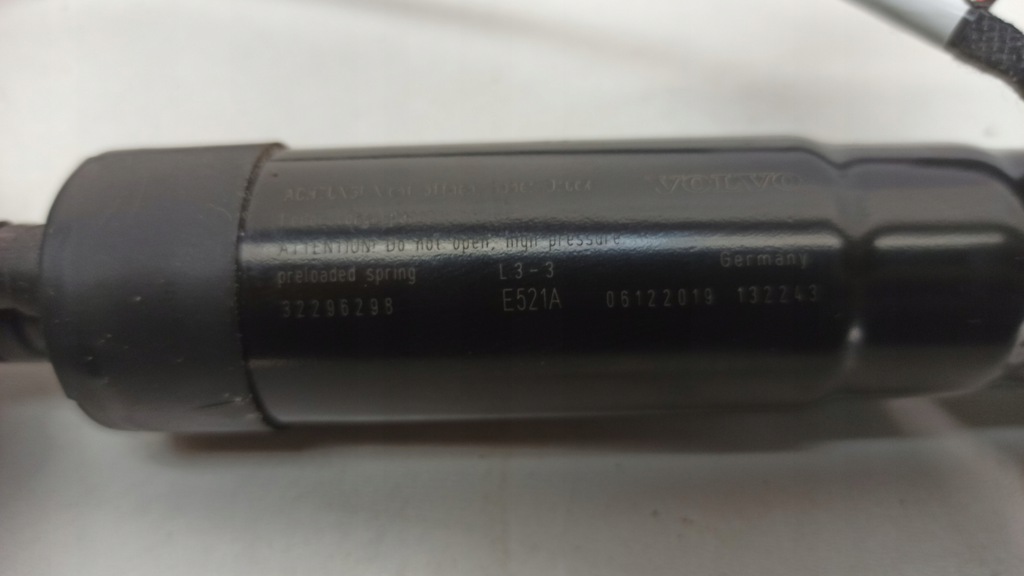 VOLVO
ATTENTION! Do not open, high pressure
preloaded spring L3-3 Germany
32296298 E521A 06122019 132243